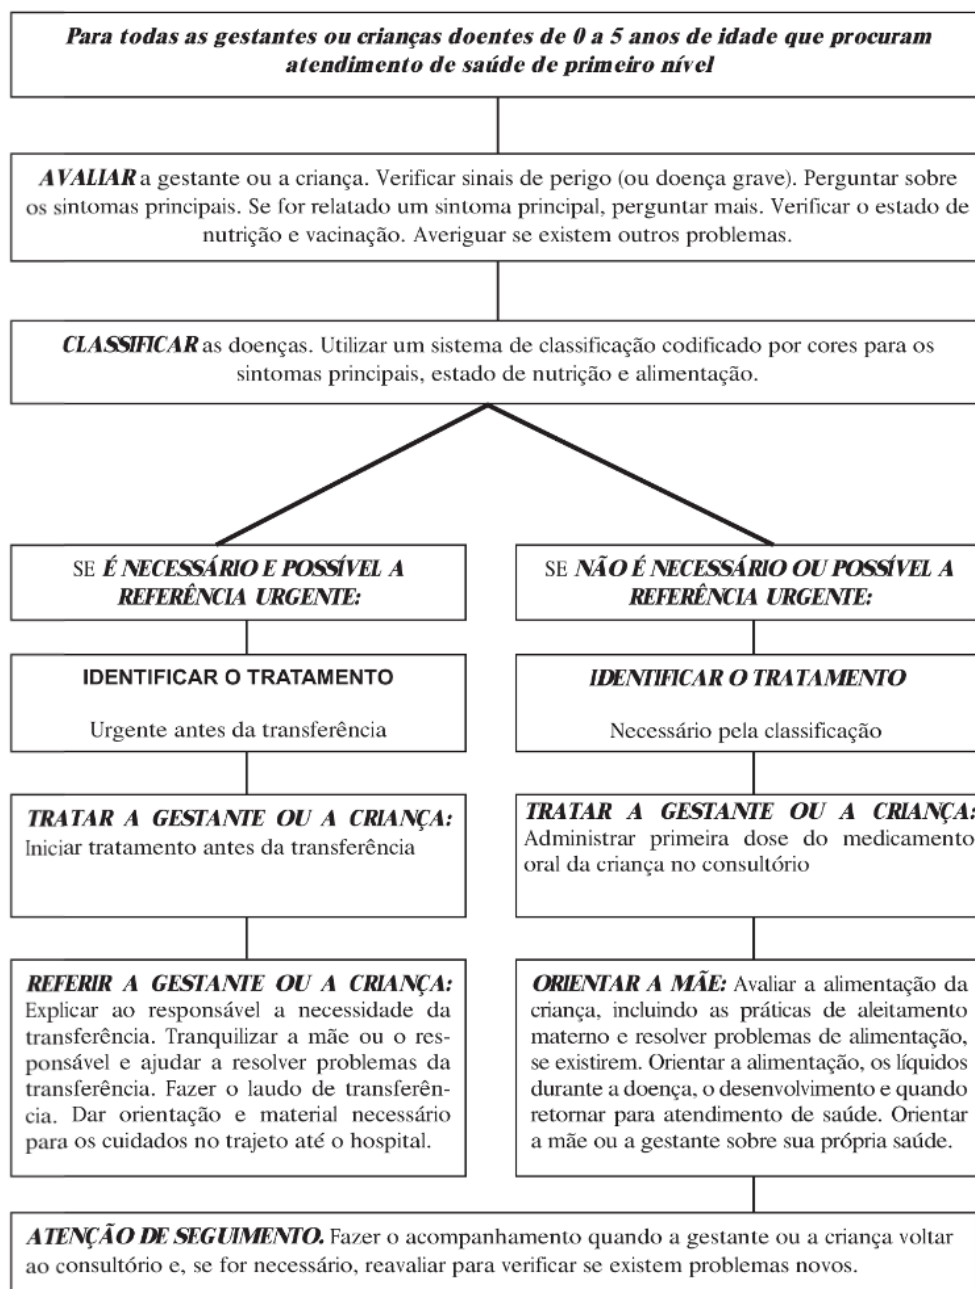 Para todas as gestantes ou crianças doentes de 0 a 5 anos de idade que procuram
atendimento de saúde de primeiro nível
AVALIAR a gestante ou a criança. Verificar sinais de perigo (ou doença grave). Perguntar sobre
os sintomas principais. Se for relatado um sintoma principal, perguntar mais. Verificar o estado de
nutrição e vacinação. Averiguar se existem outros problemas.
CLASSIFICAR as doenças. Utilizar um sistema de classificação codificado por cores para os
sintomas principais, estado de nutrição e alimentação.
SE É NECESSÁRIO E POSSÍVEL A
REFERÊNCIA URGENTE:
IDENTIFICAR O TRATAMENTO
Urgente antes da transferência
TRATAR A GESTANTE OU A CRIANÇA:
Iniciar tratamento antes da transferência
REFERIR A GESTANTE OU A CRIANÇA:
Explicar ao responsável a necessidade da
transferência. Tranquilizar a mãe ou o res-
ponsável e ajudar a resolver problemas da
transferência. Fazer o laudo de transferên-
cia. Dar orientação e material necessário
para os cuidados no trajeto até o hospital.
SE NÃO É NECESSÁRIO OU POSSÍVEL A
REFERÊNCIA URGENTE:
IDENTIFICAR O TRATAMENTO
Necessário pela classificação
TRATAR A GESTANTE OU A CRIANÇA:
Administrar primeira dose do medicamento
oral da criança no consultório
ORIENTAR A MÃE: Avaliar a alimentação da
criança, incluindo as práticas de aleitamento
materno e resolver problemas de alimentação,
se existirem. Orientar a alimentação, os líquidos
durante a doença, o desenvolvimento e quando
retornar para atendimento de saúde. Orientar
a mãe ou a gestante sobre sua própria saúde.
ATENÇÃO DE SEGUIMENTO. Fazer o acompanhamento quando a gestante ou a criança voltar
ao consultório e, se for necessário, reavaliar para verificar se existem problemas novos.